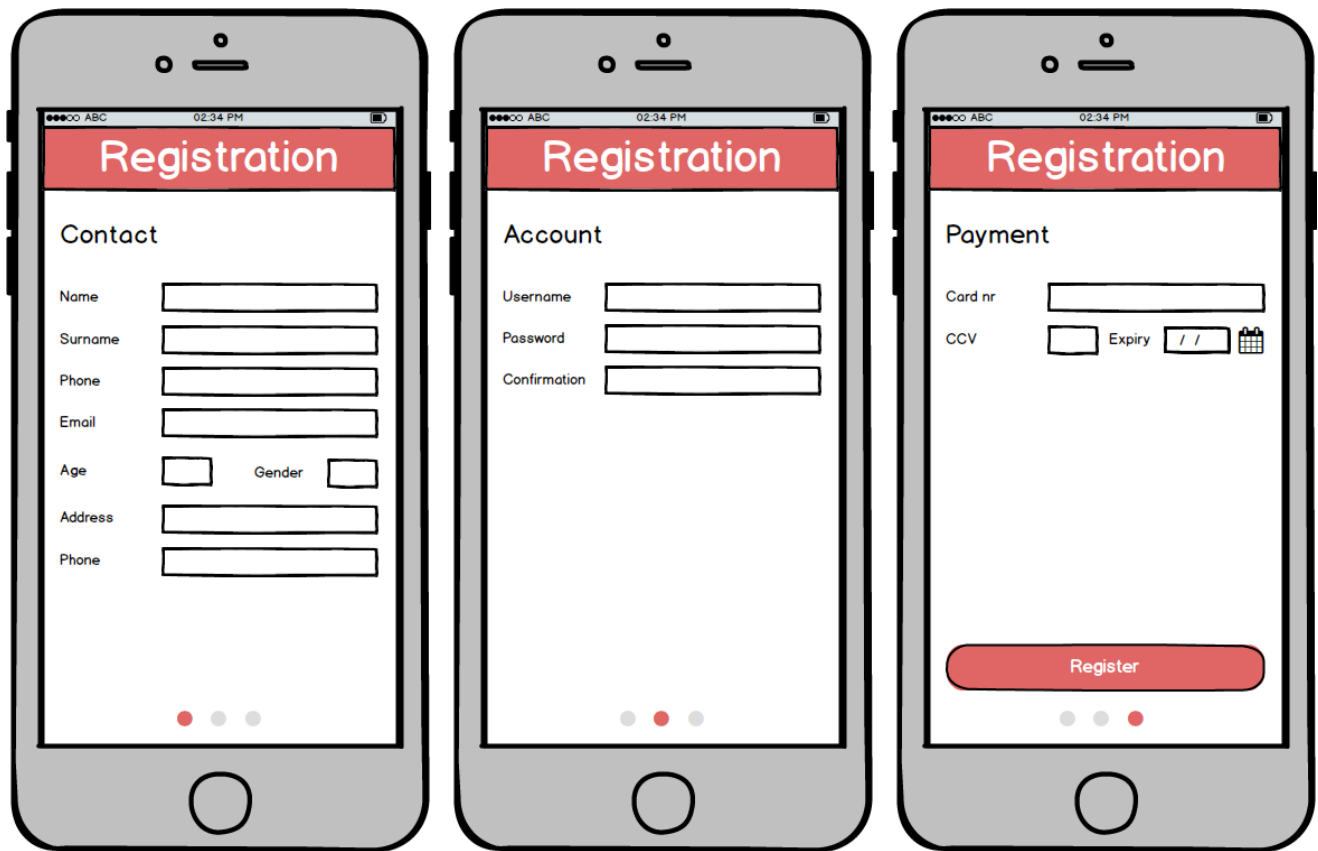 ABC 02:34 PM
Registration
Contact
Name
Surname
Phone
Email
Age Gender
Address
Phone
ABC 02:34 PM
Registration
Account
Username
Password
Confirmation
ABC 02:34 PM
Registration
Payment
Card nr
CCV Expiry / /
Register